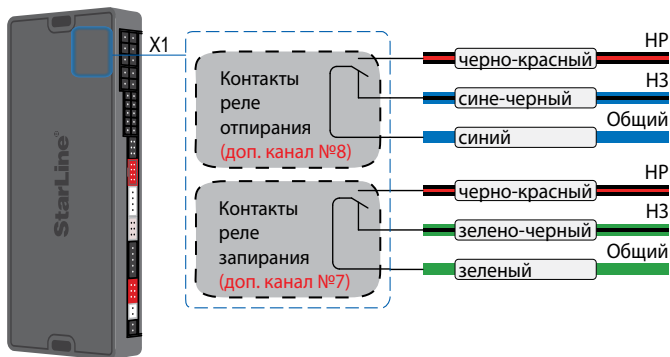 X1
Контакты
реле
отпирания
(доп. канал №8)
черно-красный
НР
сине-черный
НЗ
синий
Общий
Контакты
реле
запирания
(доп. канал №7)
черно-красный
НР
зелено-черный
НЗ
зеленый
Общий
StarLine®